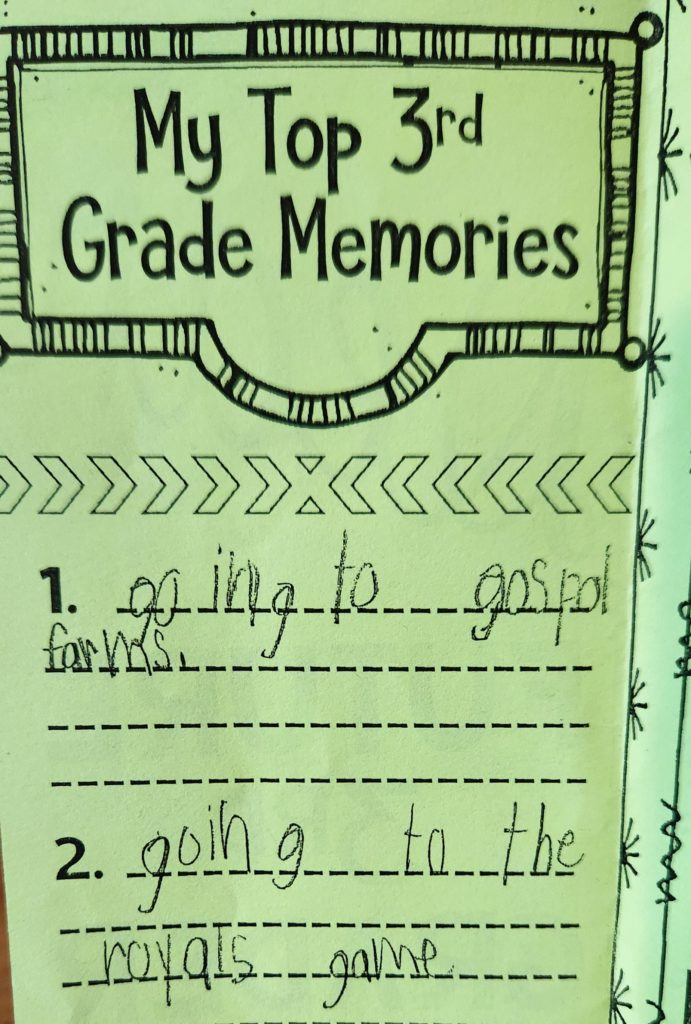 My Top 3rd
Grade Memories
1. going to gospol
farms.
2. going to the
royals game